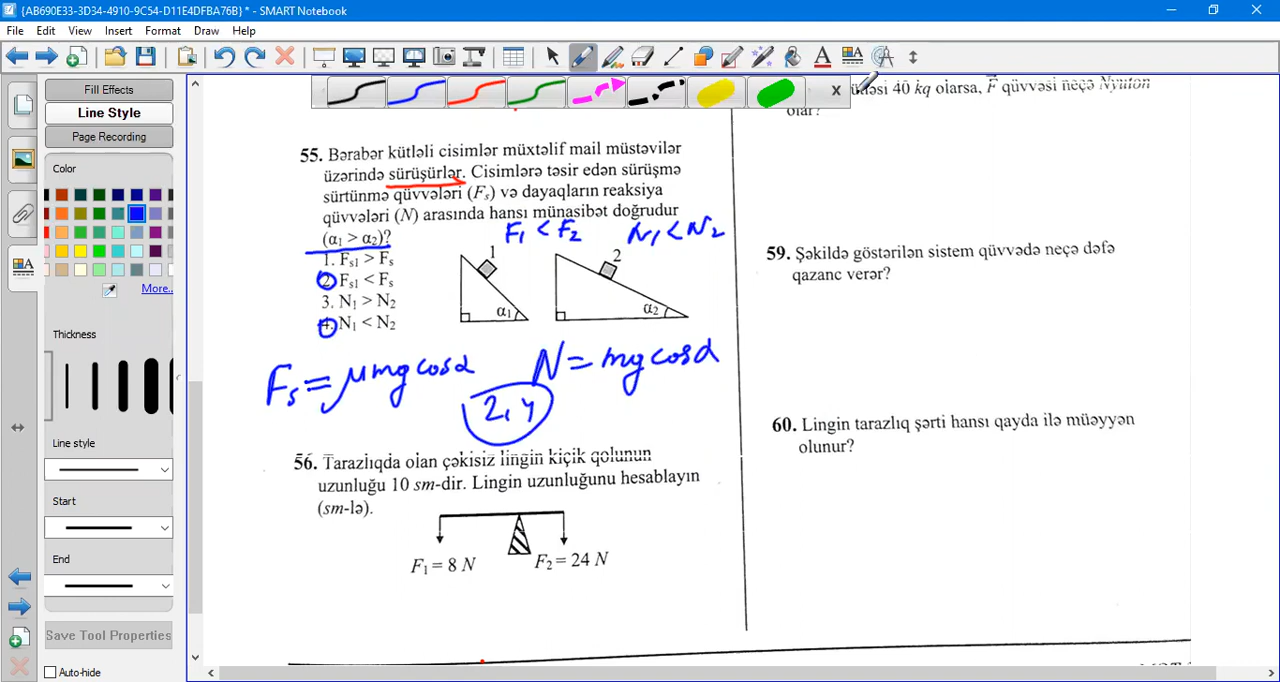 {AB690E33-3D34-4910-9C54-D11E4DFBA76B}* - SMART Notebook
File Edit View Insert Format Draw Help
Fill Effects
Line Style
Page Recording
Color
More..
Thickness
Line style
Start
End
Save Tool Properties
Auto-hide
x
55. Bərabər kütləli cisimlər müxtəlif mail müstəvilər
üzərində sürüşürlər. Cisimlərə təsir edən sürüşmə
sürtünmə qüvvələri (Fs) və dayaqların reaksiya
qüvvələri (N) arasında hansı münasibət doğrudur
(α1 > α2)?
F1 < F2 N1 < N2
1. Fs1 > Fs
2. Fs1 < Fs
3. N1 > N2
4. N1 < N2
1
α1
2
α2
Fs = μmg cosα N = mg cosα
2, 4
56. Tarazlıqda olan çəkisiz lingin kiçik qolunun
uzunluğu 10 sm-dir. Lingin uzunluğunu hesablayın
(sm-lə).
F1 = 8 N F2 = 24 N
40 kq olarsa, F qüvvəsi neçə Nyuton
olar?
59. Şəkildə göstərilən sistem qüvvədə neçə dəfə
qazanc verər?
60. Lingin tarazlıq şərti hansı qayda ilə müəyyən
olunur?